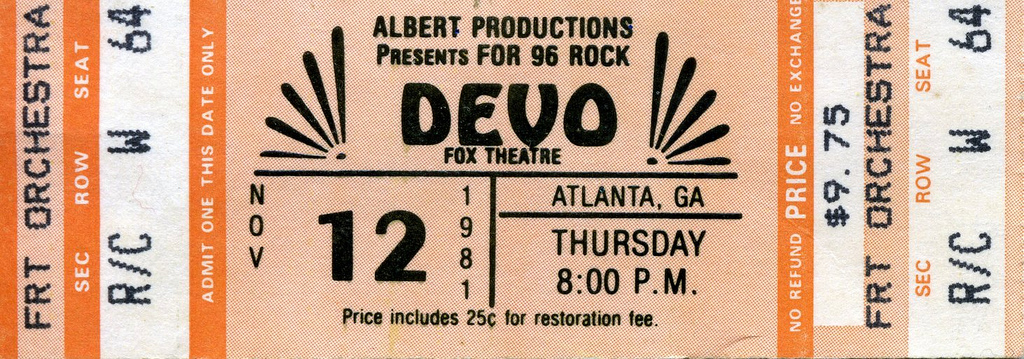 FRT ORCHESTRA
SEC ROW SEAT
R/C W 64
ADMIT ONE THIS DATE ONLY
ALBERT PRODUCTIONS
PRESENTS FOR 96 ROCK
DEVO
FOX THEATRE
NOV 12 1981
ATLANTA, GA
THURSDAY
8:00 P.M.
Price includes 25¢ for restoration fee.
NO REFUND PRICE NO EXCHANGE
$9.75
FRT ORCHESTRA
SEC ROW SEAT
R/C W 64